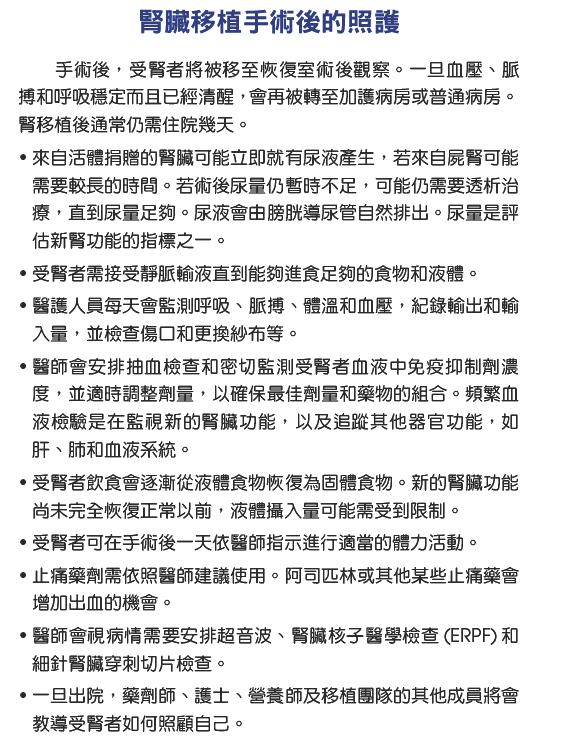 腎臟移植手術後的照護
手術後，受腎者將被移至恢復室術後觀察。一旦血壓、脈
搏和呼吸穩定而且已經清醒，會再被轉至加護病房或普通病房。
腎移植後通常仍需住院幾天。
• 來自活體捐贈的腎臟可能立即就有尿液產生，若來自屍腎可能
需要較長的時間。若術後尿量仍暫時不足，可能仍需要透析治
療，直到尿量足夠。尿液會由膀胱導尿管自然排出。尿量是評
估新腎功能的指標之一。
• 受腎者需接受靜脈輸液直到能夠進食足夠的食物和液體。
• 醫護人員每天會監測呼吸、脈搏、體溫和血壓，紀錄輸出和輸
入量，並檢查傷口和更換紗布等。
• 醫師會安排抽血檢查和密切監測受腎者血液中免疫抑制劑濃
度，並適時調整劑量，以確保最佳劑量和藥物的組合。頻繁血
液檢驗是在監視新的腎臟功能，以及追蹤其他器官功能，如
肝、肺和血液系統。
• 受腎者飲食會逐漸從液體食物恢復為固體食物。新的腎臟功能
尚未完全恢復正常以前，液體攝入量可能需受到限制。
• 受腎者可在手術後一天依醫師指示進行適當的體力活動。
• 止痛藥劑需依照醫師建議使用。阿司匹林或其他某些止痛藥會
增加出血的機會。
• 醫師會視病情需要安排超音波、腎臟核子醫學檢查 (ERPF) 和
細針腎臟穿刺切片檢查。
• 一旦出院，藥劑師、護士、營養師及移植團隊的其他成員將會
教導受腎者如何照顧自己。